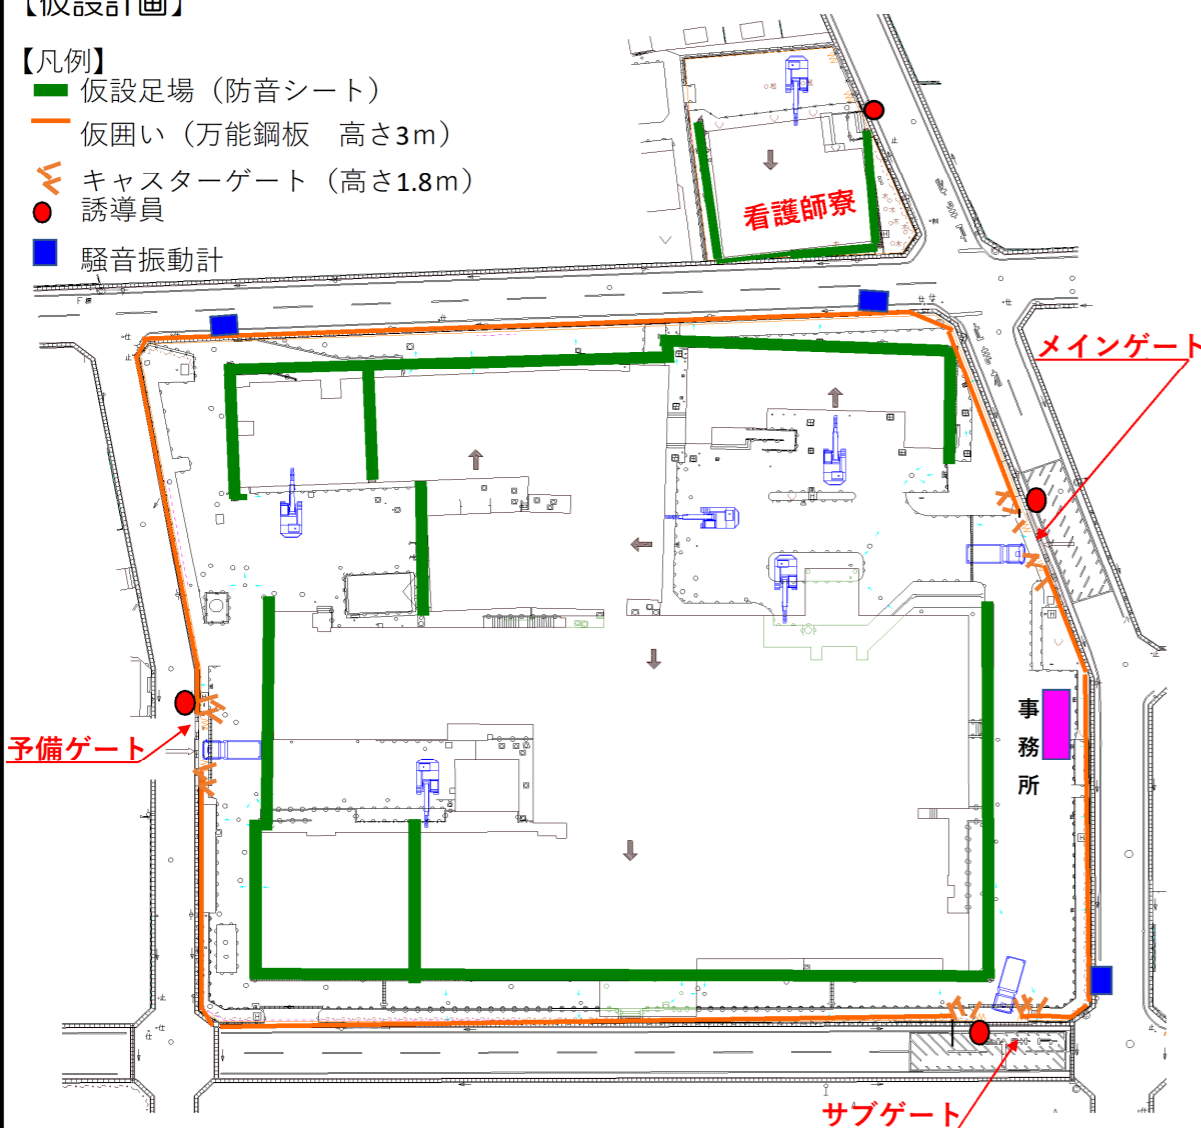 【仮設計画】
【凡例】
仮設足場（防音シート）
仮囲い（万能鋼板　高さ3ｍ）
キャスターゲート（高さ1.8ｍ）
誘導員
騒音振動計
看護師寮
メインゲート
予備ゲート
事務所
サブゲート